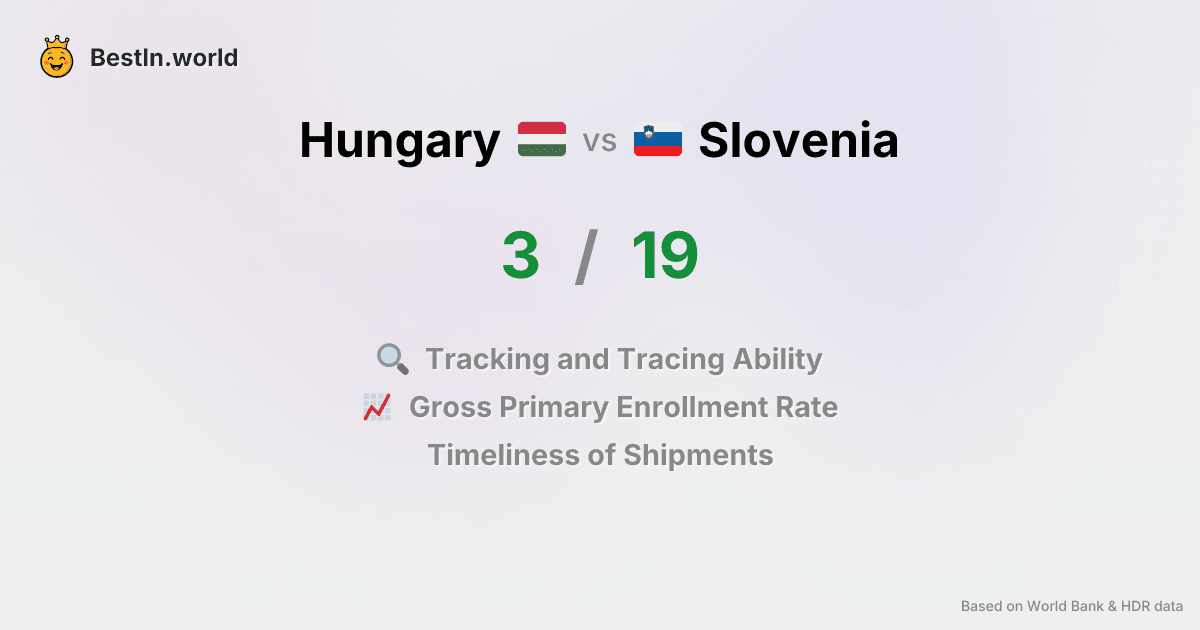 BestIn.world
Hungary vs Slovenia
3 / 19
Tracking and Tracing Ability
Gross Primary Enrollment Rate
Timeliness of Shipments
Based on World Bank & HDR data